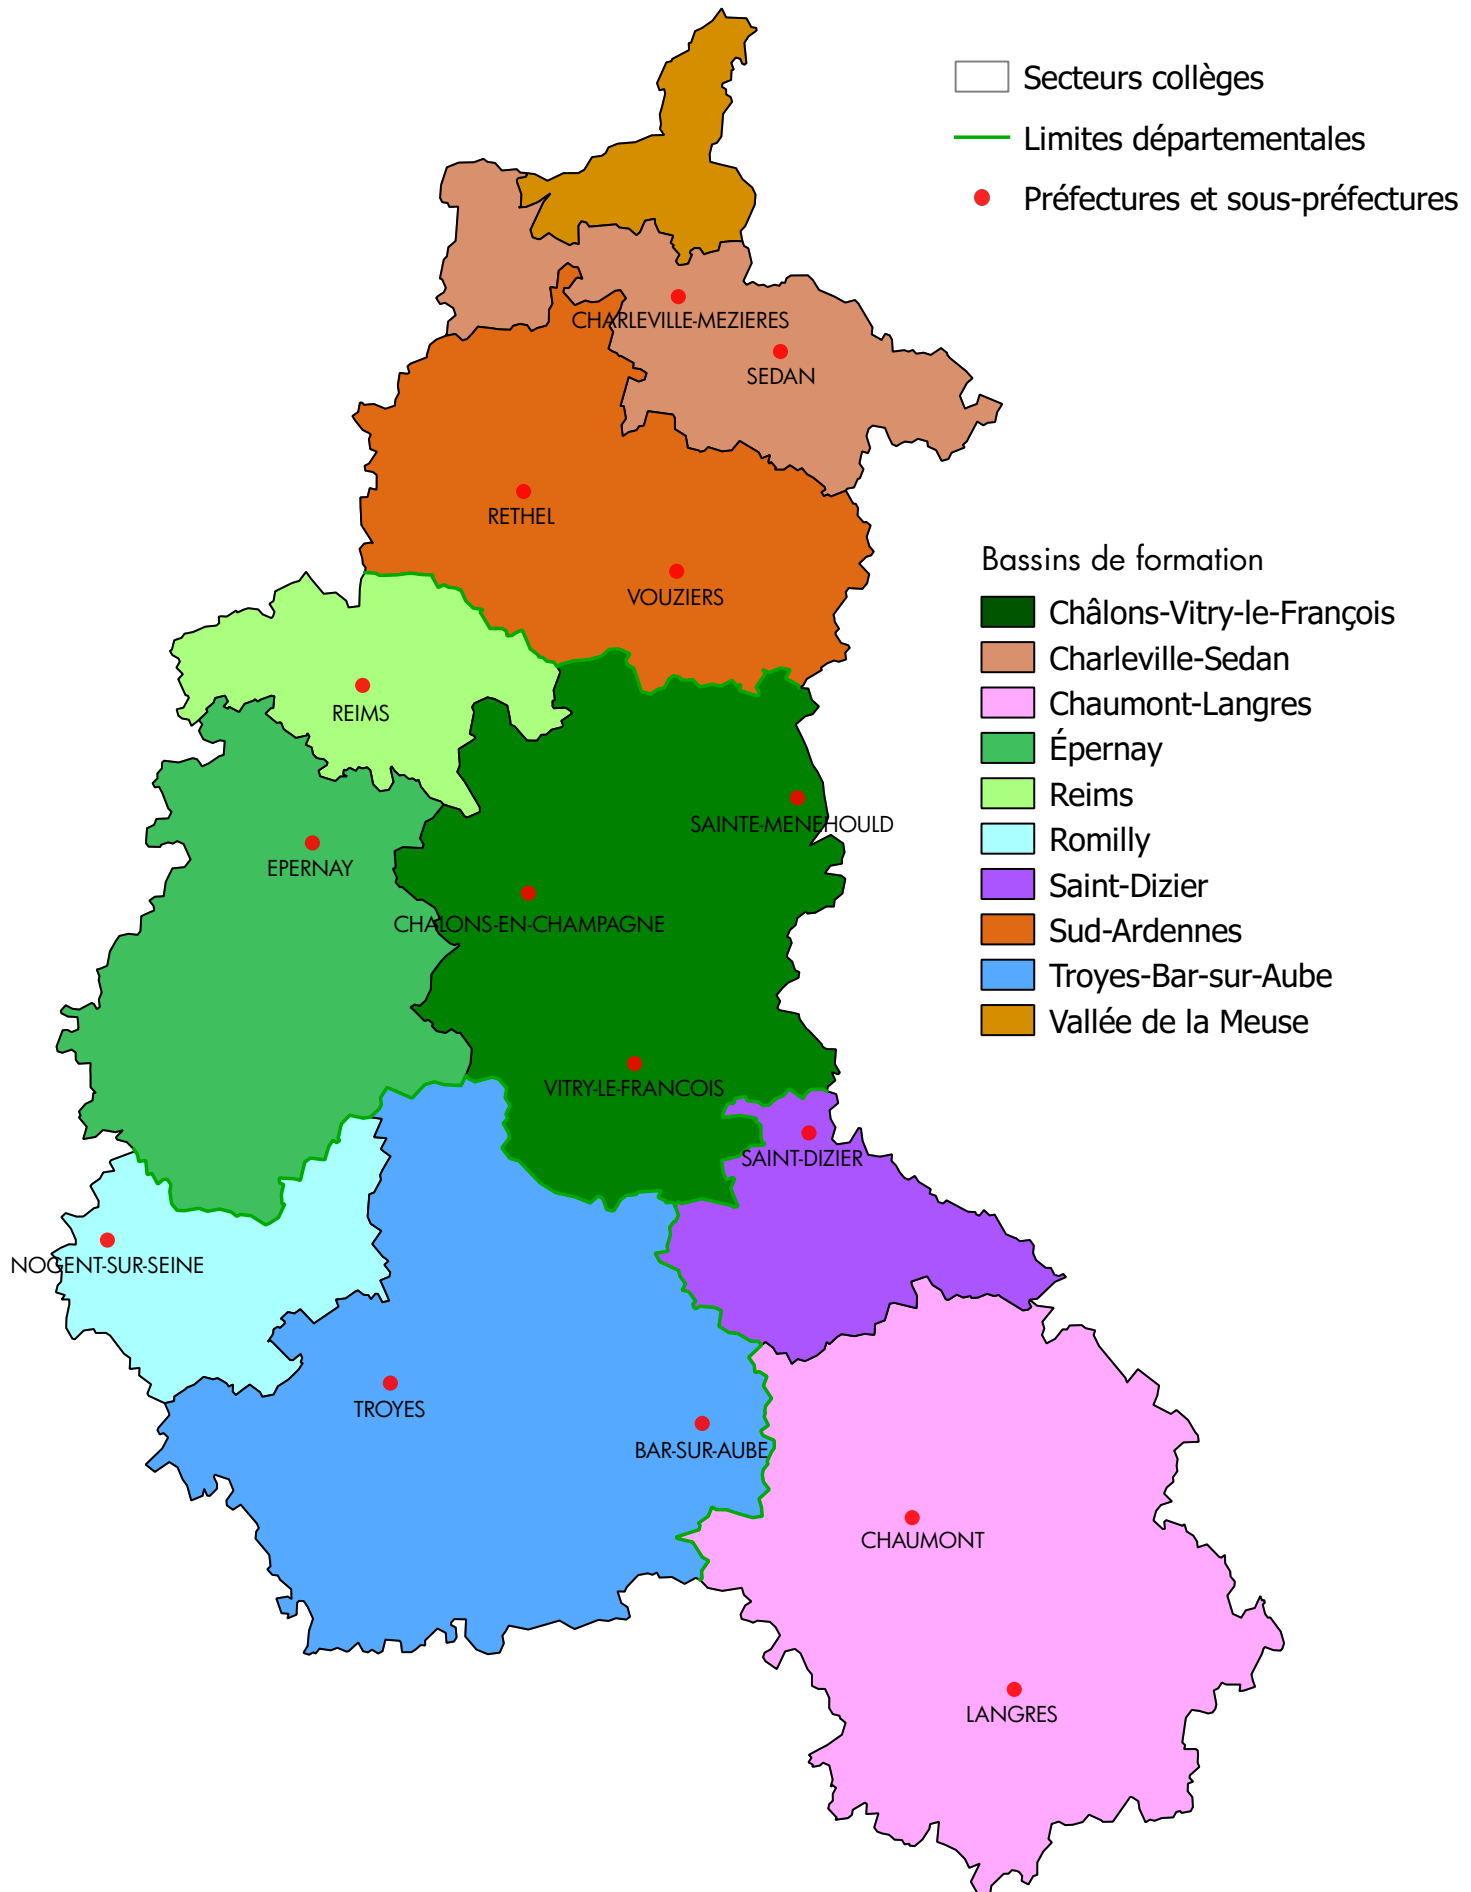 Secteurs collèges
Limites départementales
Préfectures et sous-préfectures
CHARLEVILLE-MEZIERES
SEDAN
RETHEL
VOUZIERS
REIMS
SAINTE-MENEHOULD
EPERNAY
CHALONS-EN-CHAMPAGNE
VITRY-LE-FRANCOIS
SAINT-DIZIER
NOGENT-SUR-SEINE
TROYES
BAR-SUR-AUBE
CHAUMONT
LANGRES
Bassins de formation
Châlons-Vitry-le-François
Charleville-Sedan
Chaumont-Langres
Épernay
Reims
Romilly
Saint-Dizier
Sud-Ardennes
Troyes-Bar-sur-Aube
Vallée de la Meuse